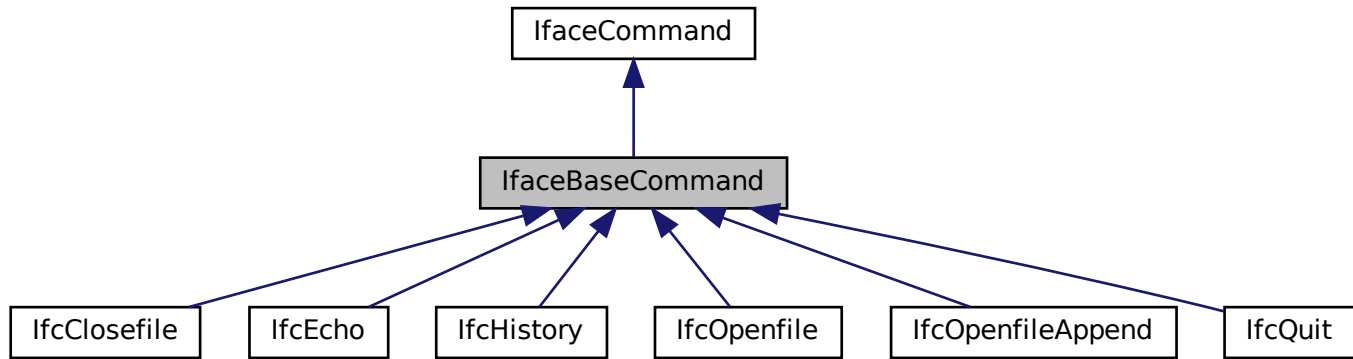 IfaceCommand
IfaceBaseCommand
IfcClosefile
IfcEcho
IfcHistory
IfcOpenfile
IfcOpenfileAppend
IfcQuit